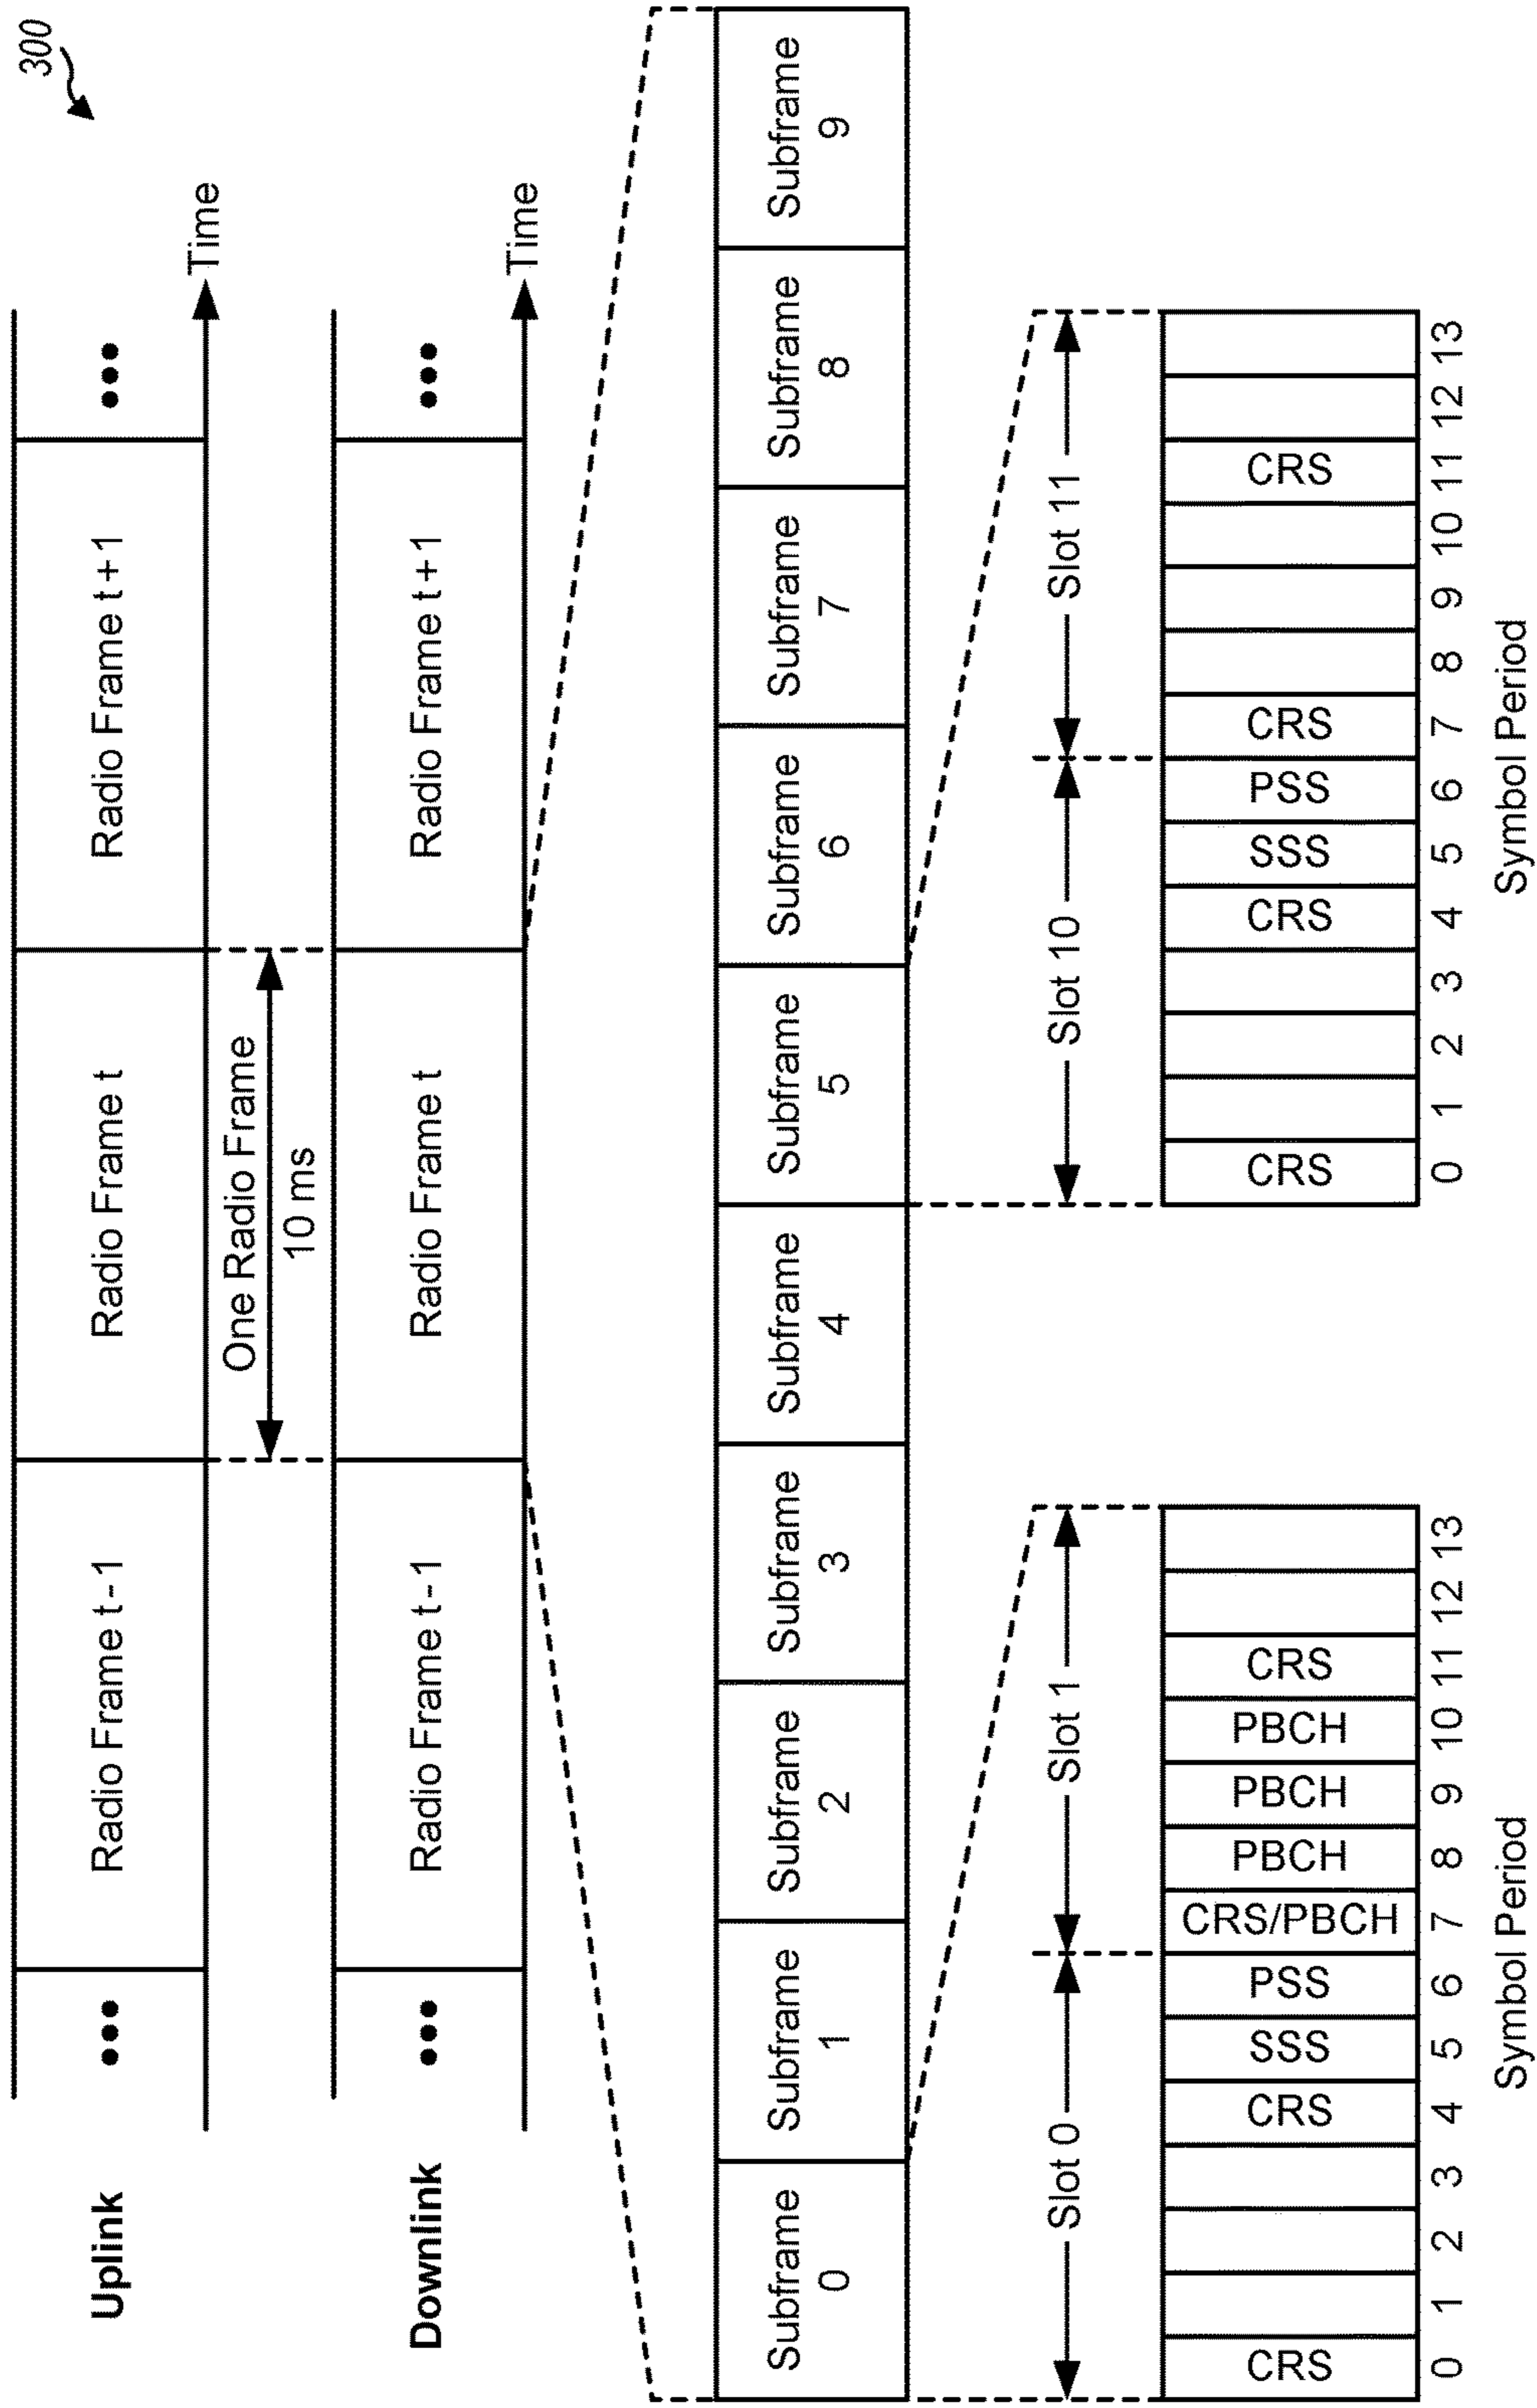 300
Uplink
••• Radio Frame t-1 Radio Frame t Radio Frame t+1 •••
Time
One Radio Frame
10 ms
Downlink
••• Radio Frame t-1 Radio Frame t Radio Frame t+1 •••
Time
Subframe 0
Subframe 1
Subframe 2
Subframe 3
Subframe 4
Subframe 5
Subframe 6
Subframe 7
Subframe 8
Subframe 9
Slot 0 Slot 1
CRS CRS SSS PSS CRS/PBCH PBCH PBCH PBCH CRS
0 1 2 3 4 5 6 7 8 9 10 11 12 13
Symbol Period
Slot 10 Slot 11
CRS CRS SSS PSS CRS CRS
0 1 2 3 4 5 6 7 8 9 10 11 12 13
Symbol Period